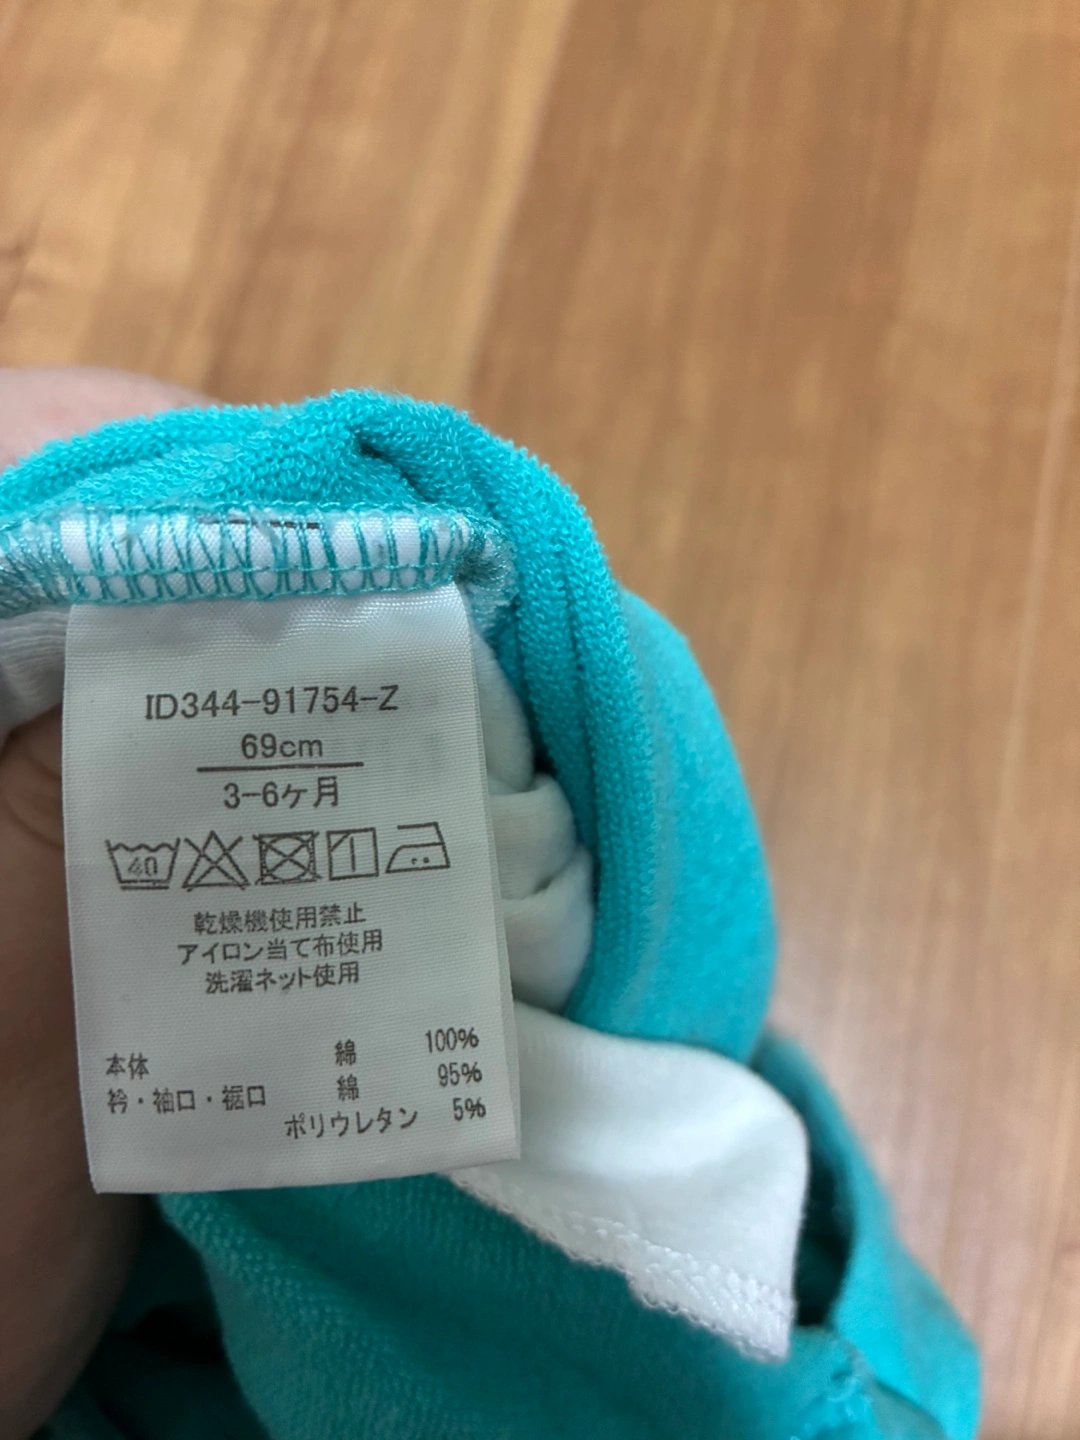 ID344-91754-Z
69cm
3-6ヶ月
40
乾燥機使用禁止
アイロン当て布使用
洗濯ネット使用
本体 綿 100%
衿・袖口・裾口 綿 95%
ポリウレタン 5%